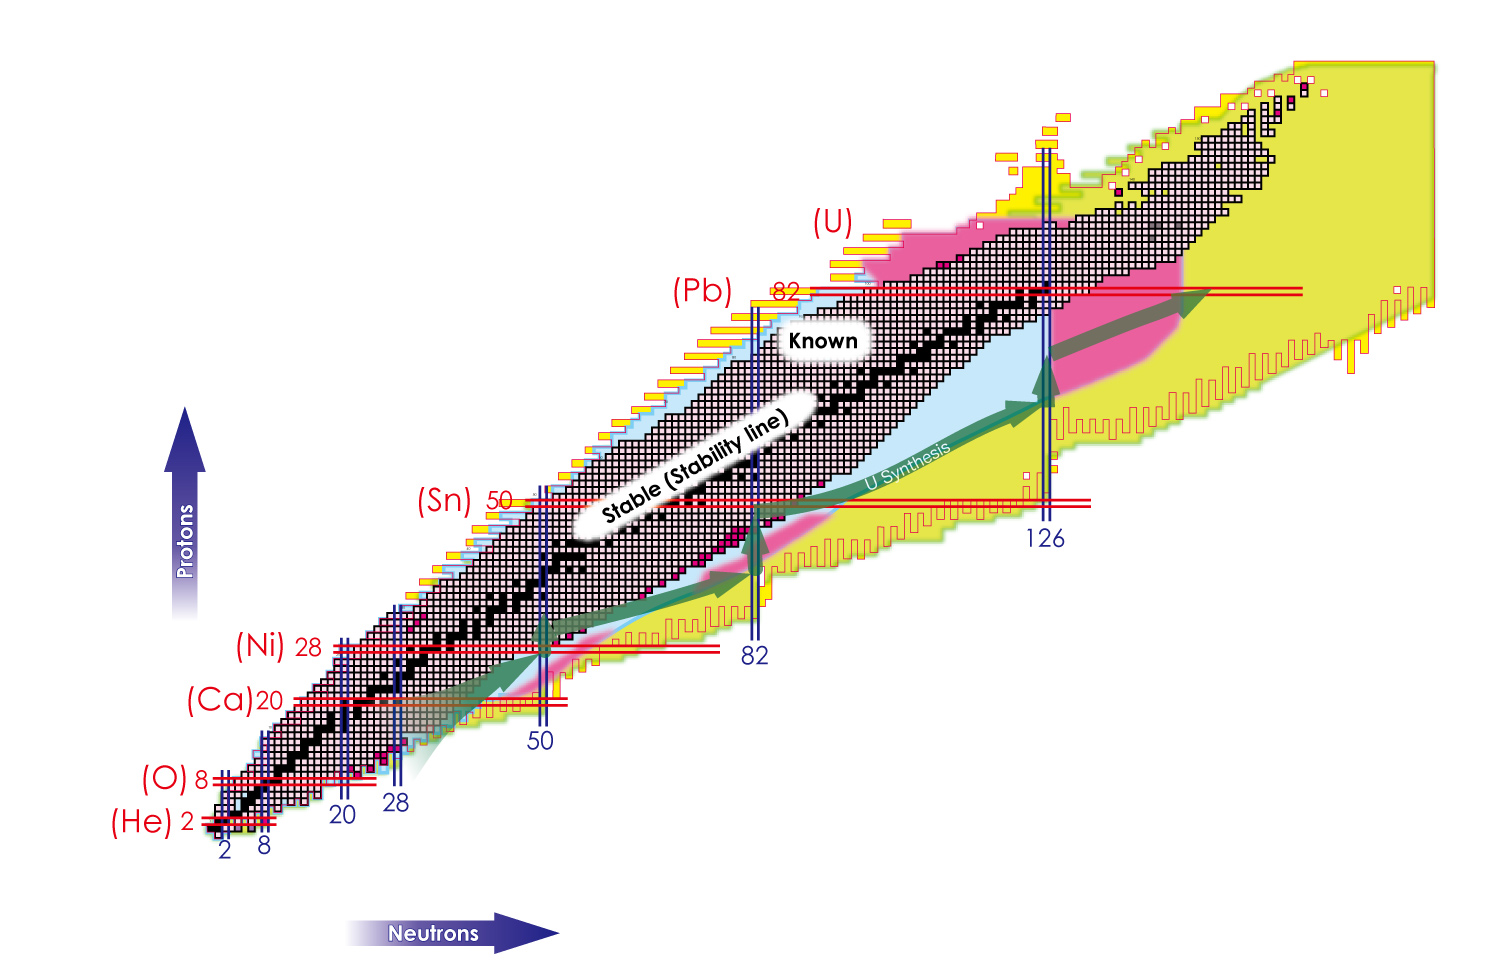 (U)
(Pb) 82
Known
Stable (Stability line)
(Sn) 50
U Synthesis
126
Protons
(Ni) 28
82
(Ca)20
50
(O) 8
28
20
(He) 2
8
2
Neutrons